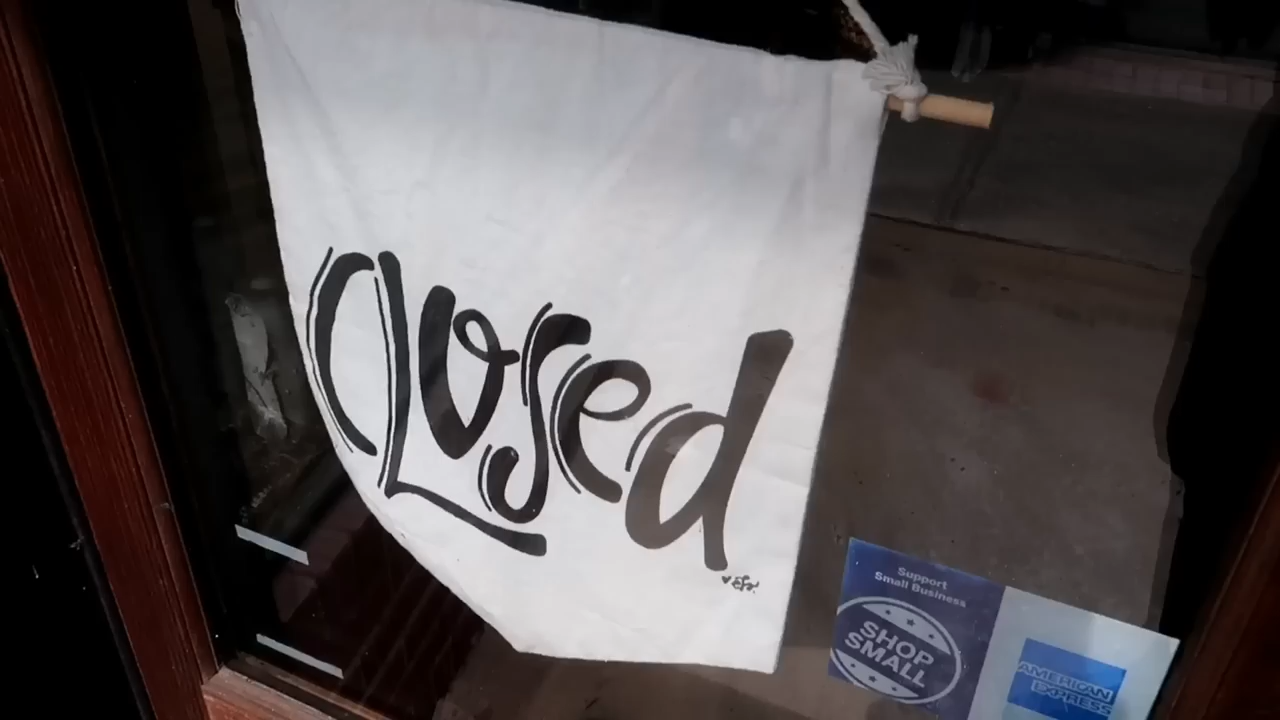 CLosed
Support
Small Business
SHOP
SMALL
AMERICAN
EXPRESS